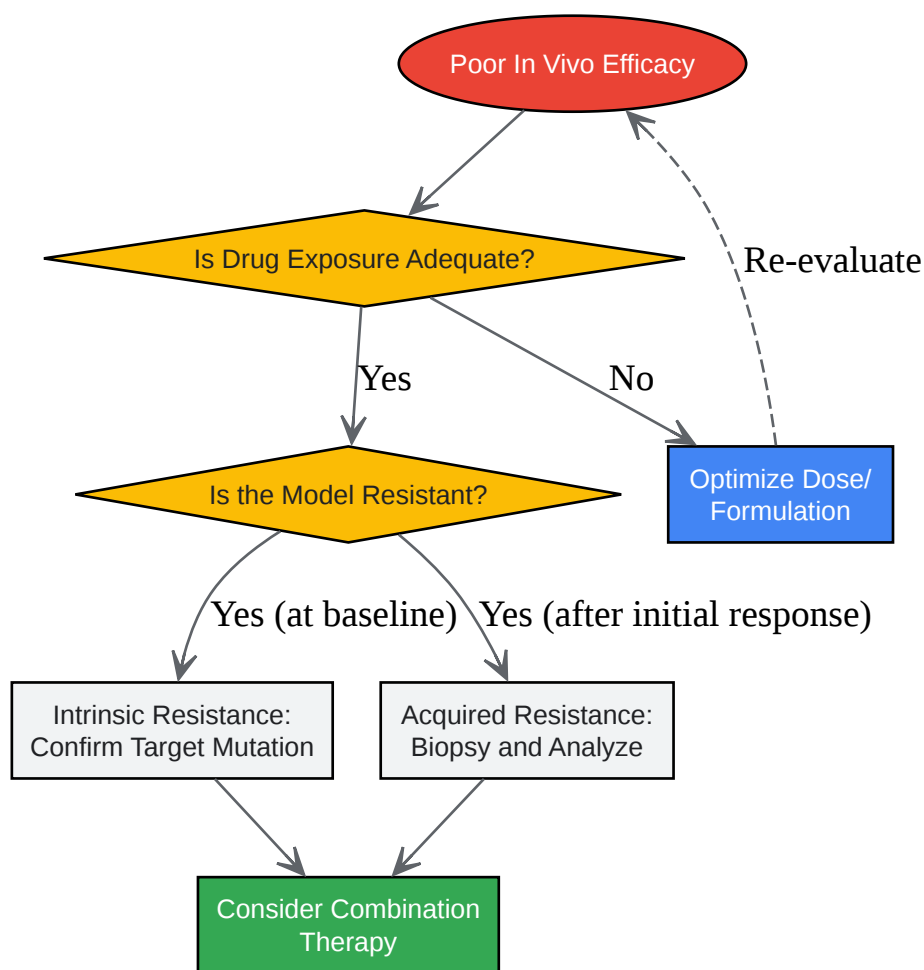 Poor In Vivo Efficacy
Is Drug Exposure Adequate?
Re-evaluate
Yes
No
Is the Model Resistant?
Optimize Dose/
Formulation
Yes (at baseline)
Yes (after initial response)
Intrinsic Resistance:
Confirm Target Mutation
Acquired Resistance:
Biopsy and Analyze
Consider Combination
Therapy